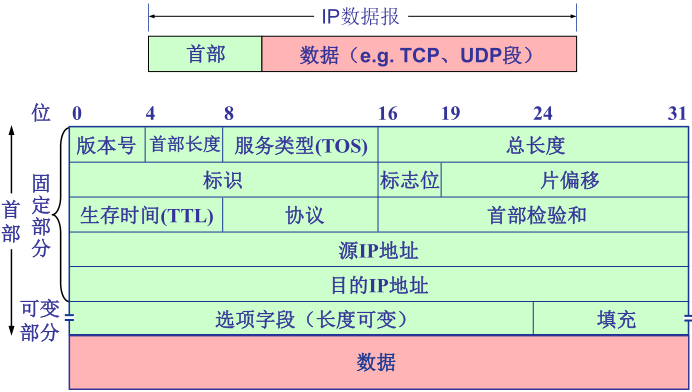 IP数据报
首部 数据（e.g. TCP、UDP段）
位 0 4 8 16 19 24 31
版本号 首部长度 服务类型(TOS) 总长度
标识 标志位 片偏移
生存时间(TTL) 协议 首部检验和
源IP地址
目的IP地址
选项字段（长度可变） 填充
数据
首部
固定部分
可变
部分